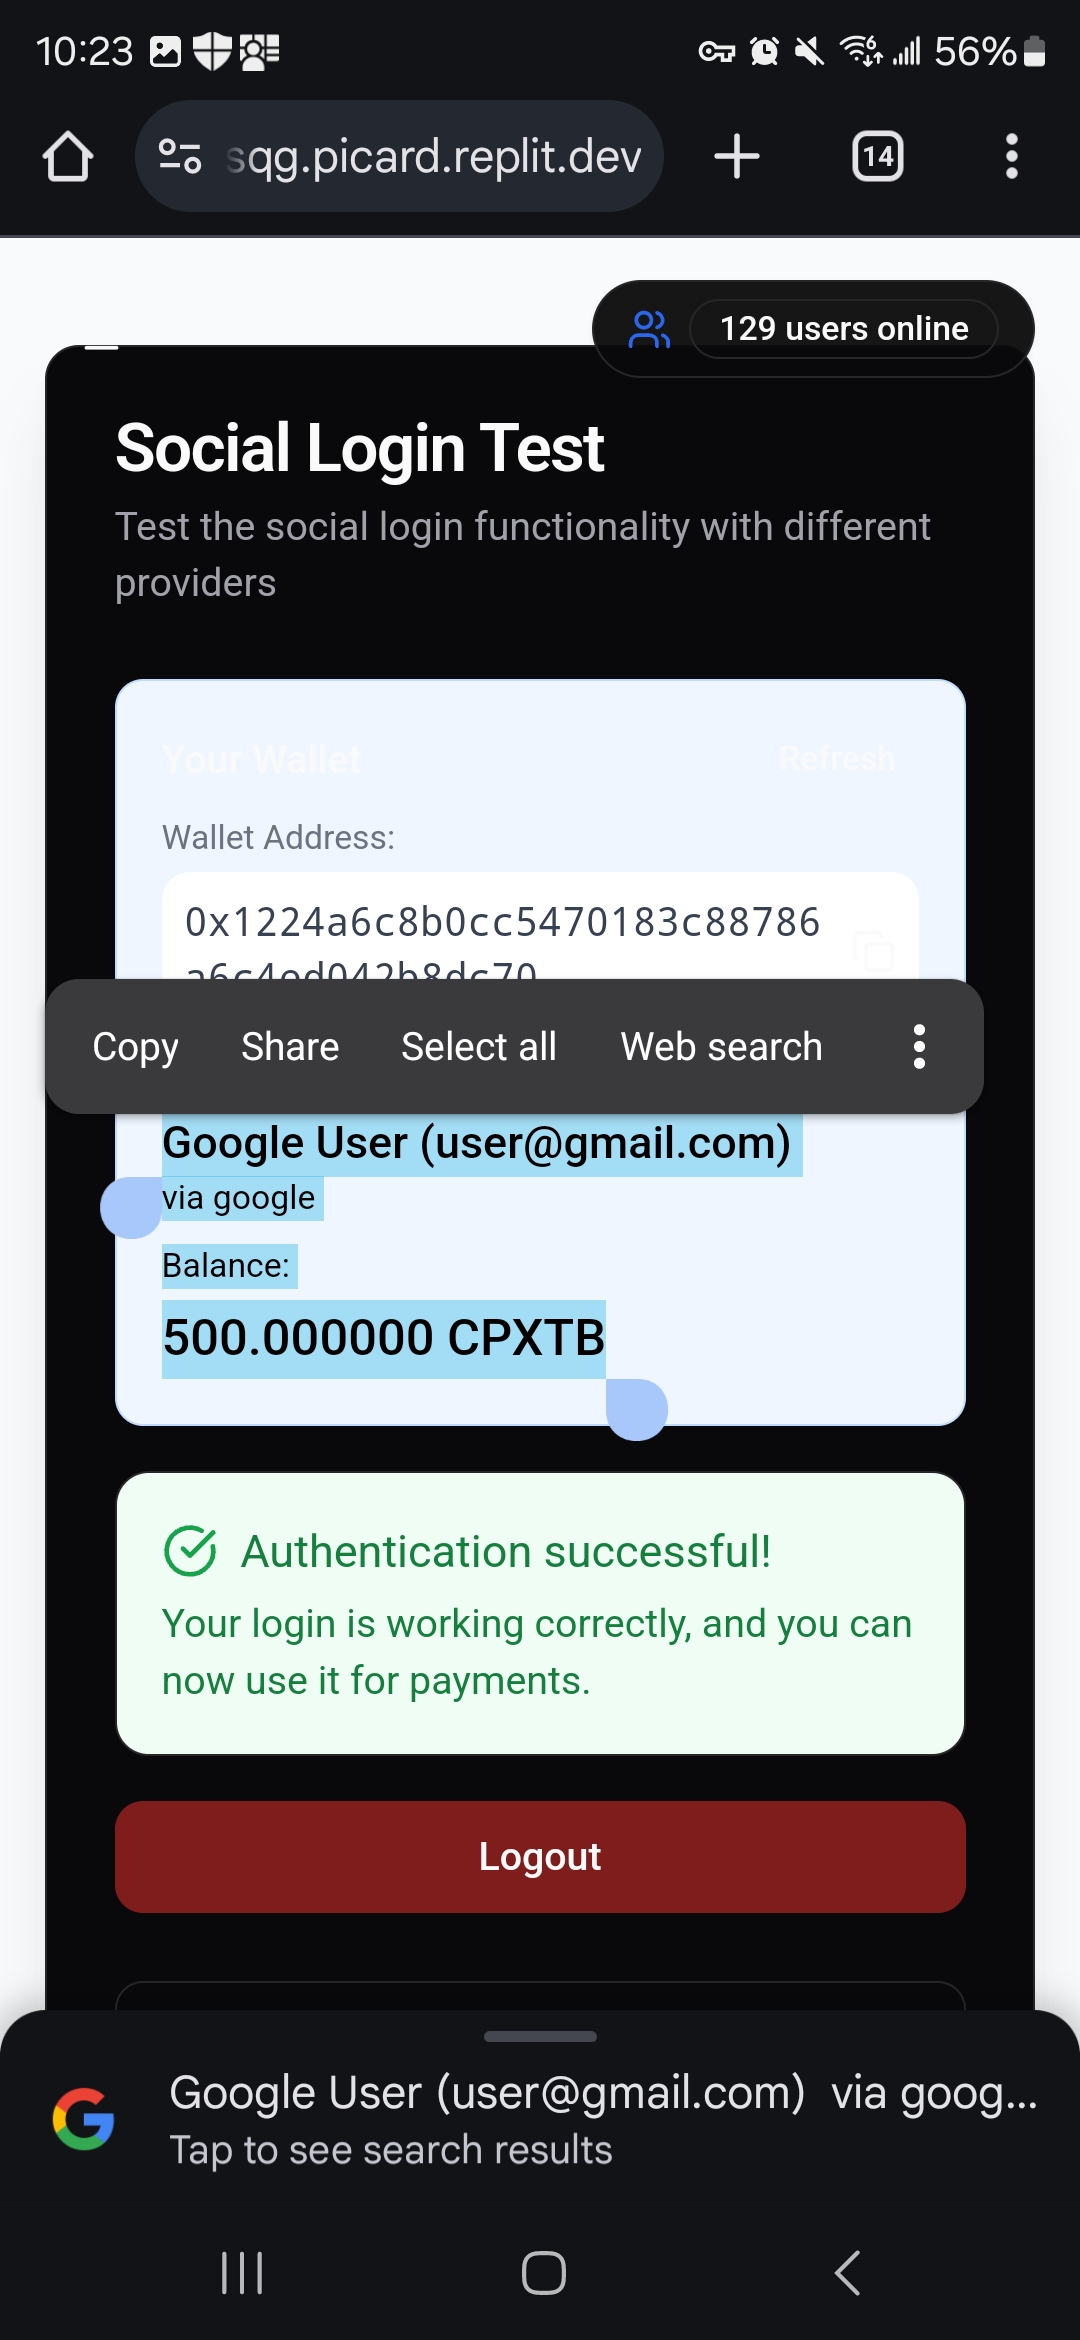 10:23
6
56%
sqg.picard.replit.dev
14
129 users online
Social Login Test
Test the social login functionality with different
providers
Your Wallet
Refresh
Wallet Address:
0x1224a6c8b0cc5470183c88786
a6c4ed042b8dc70
Copy
Share
Select all
Web search
Google User (user@gmail.com)
via google
Balance:
500.000000 CPXTB
Authentication successful!
Your login is working correctly, and you can
now use it for payments.
Logout
Google User (user@gmail.com) via goog...
Tap to see search results